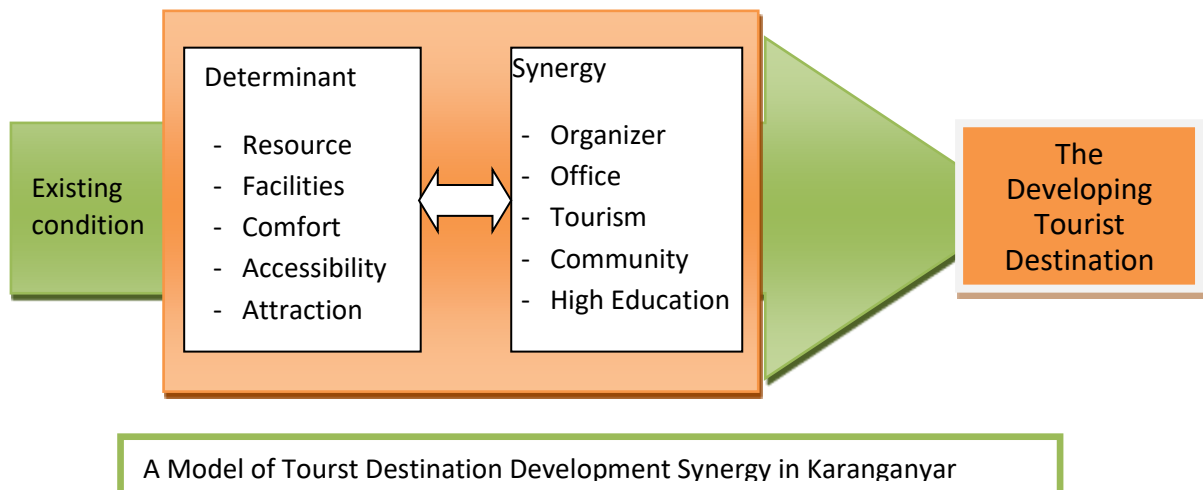 Existing
condition
Determinant
- Resource
- Facilities
- Comfort
- Accessibility
- Attraction
Synergy
- Organizer
- Office
- Tourism
- Community
- High Education
The
Developing
Tourist
Destination
A Model of Tourst Destination Development Synergy in Karanganyar